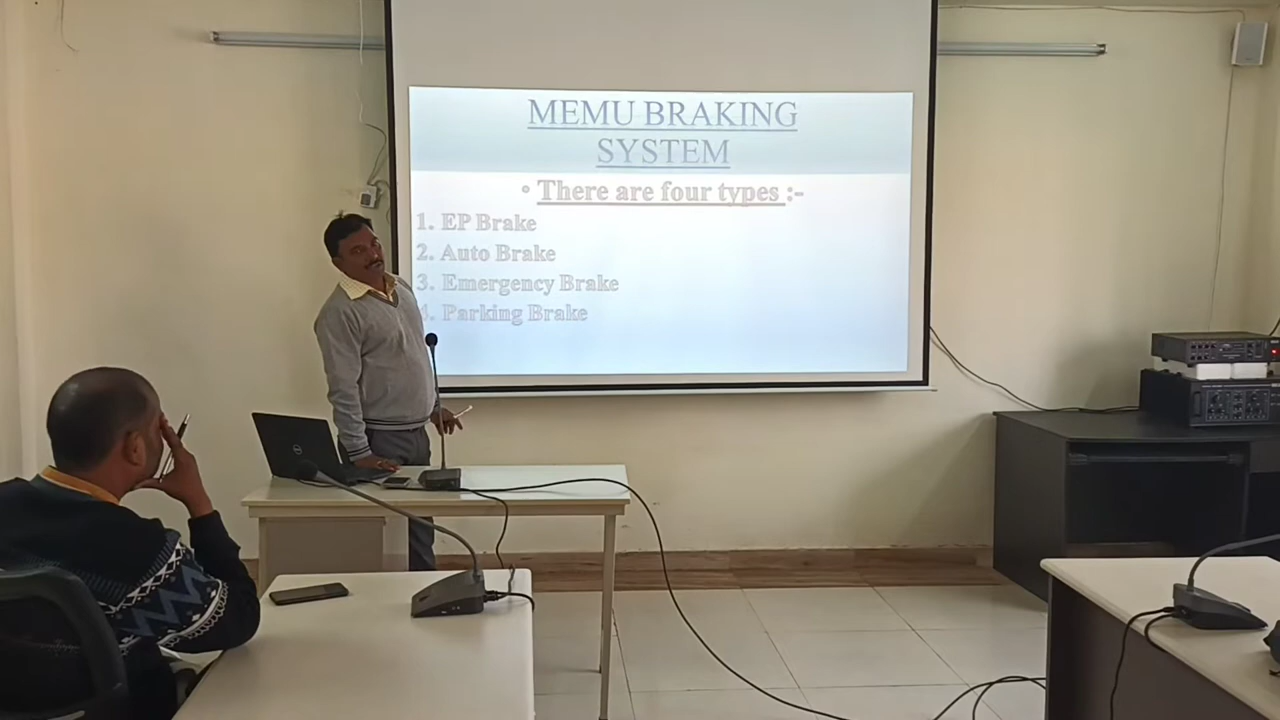 MEMU BRAKING
SYSTEM
• There are four types :-
1. EP Brake
2. Auto Brake
3. Emergency Brake
4. Parking Brake
DELL